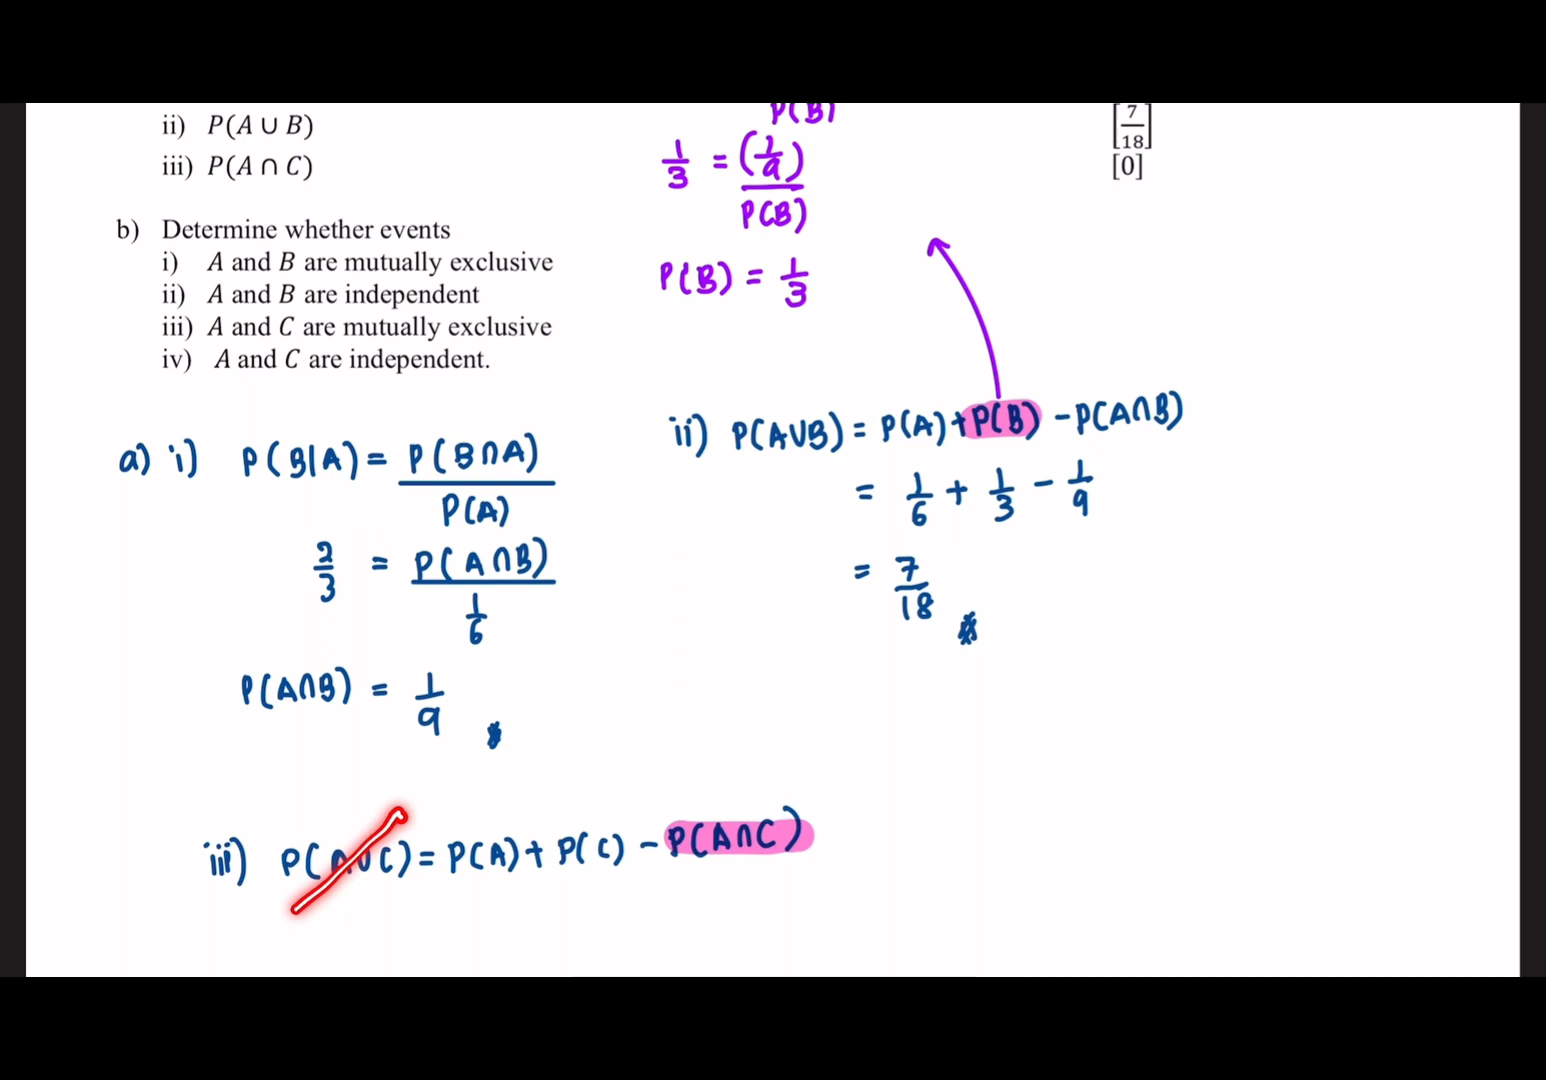 ii) P(A ∪ B)
iii) P(A ∩ C)
[7/18]
[0]
P(B)
1/3 = (1/9)/P(B)
P(B) = 1/3
b) Determine whether events
i) A and B are mutually exclusive
ii) A and B are independent
iii) A and C are mutually exclusive
iv) A and C are independent.
a) i) P(B|A) = P(B∩A)/P(A)
2/3 = P(A∩B)/(1/6)
P(A∩B) = 1/9
ii) P(A∪B) = P(A) + P(B) - P(A∩B)
= 1/6 + 1/3 - 1/9
= 7/18
iii) P(A∪C) = P(A) + P(C) - P(A∩C)